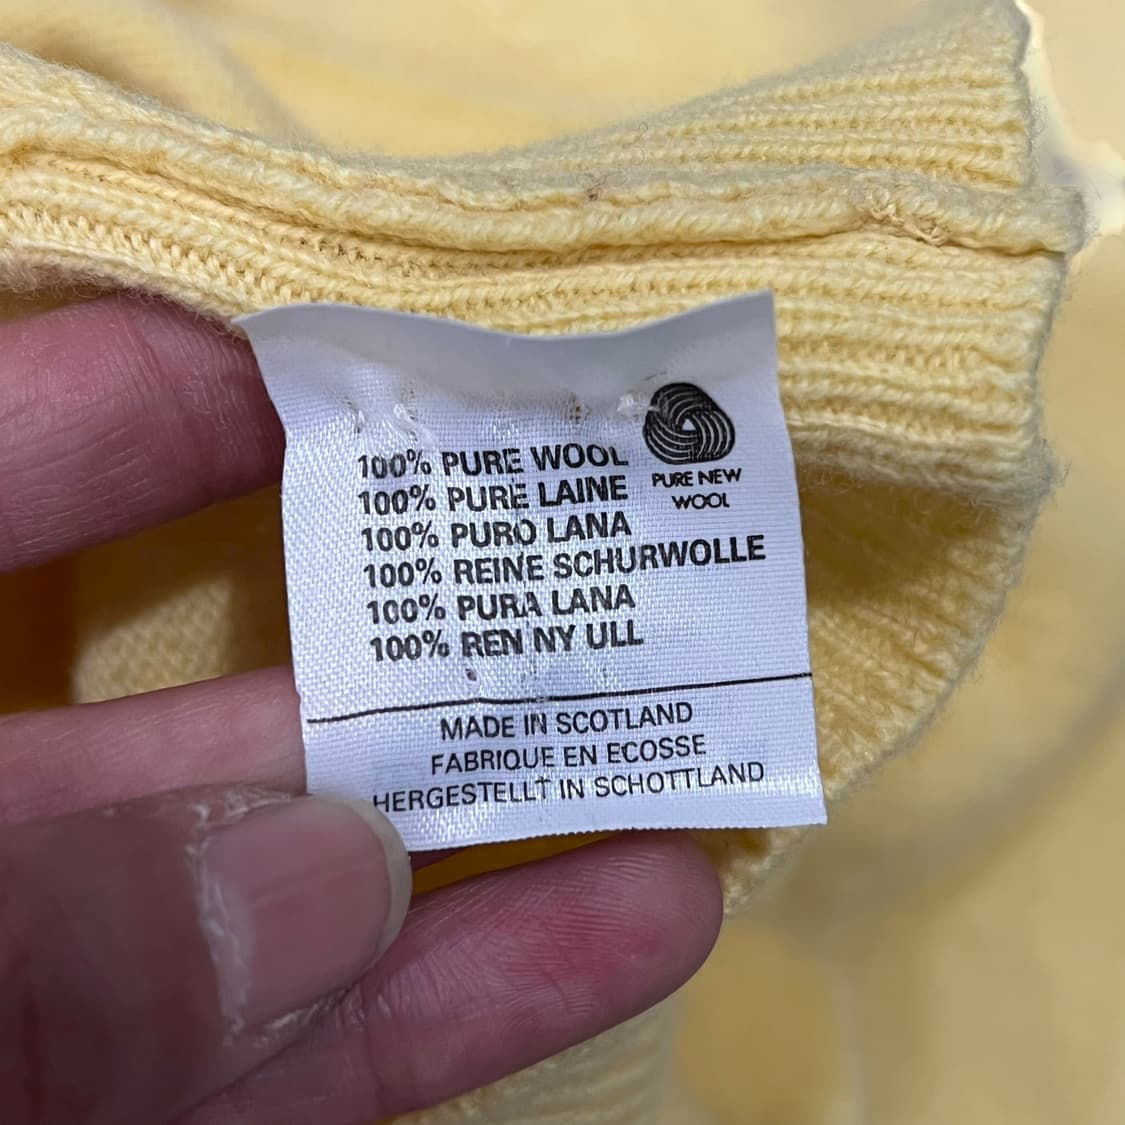 100% PURE WOOL
100% PURE LAINE
100% PURO LANA
100% REINE SCHURWOLLE
100% PURA LANA
100% REN NY ULL
PURE NEW
WOOL
MADE IN SCOTLAND
FABRIQUE EN ECOSSE
HERGESTELLT IN SCHOTTLAND